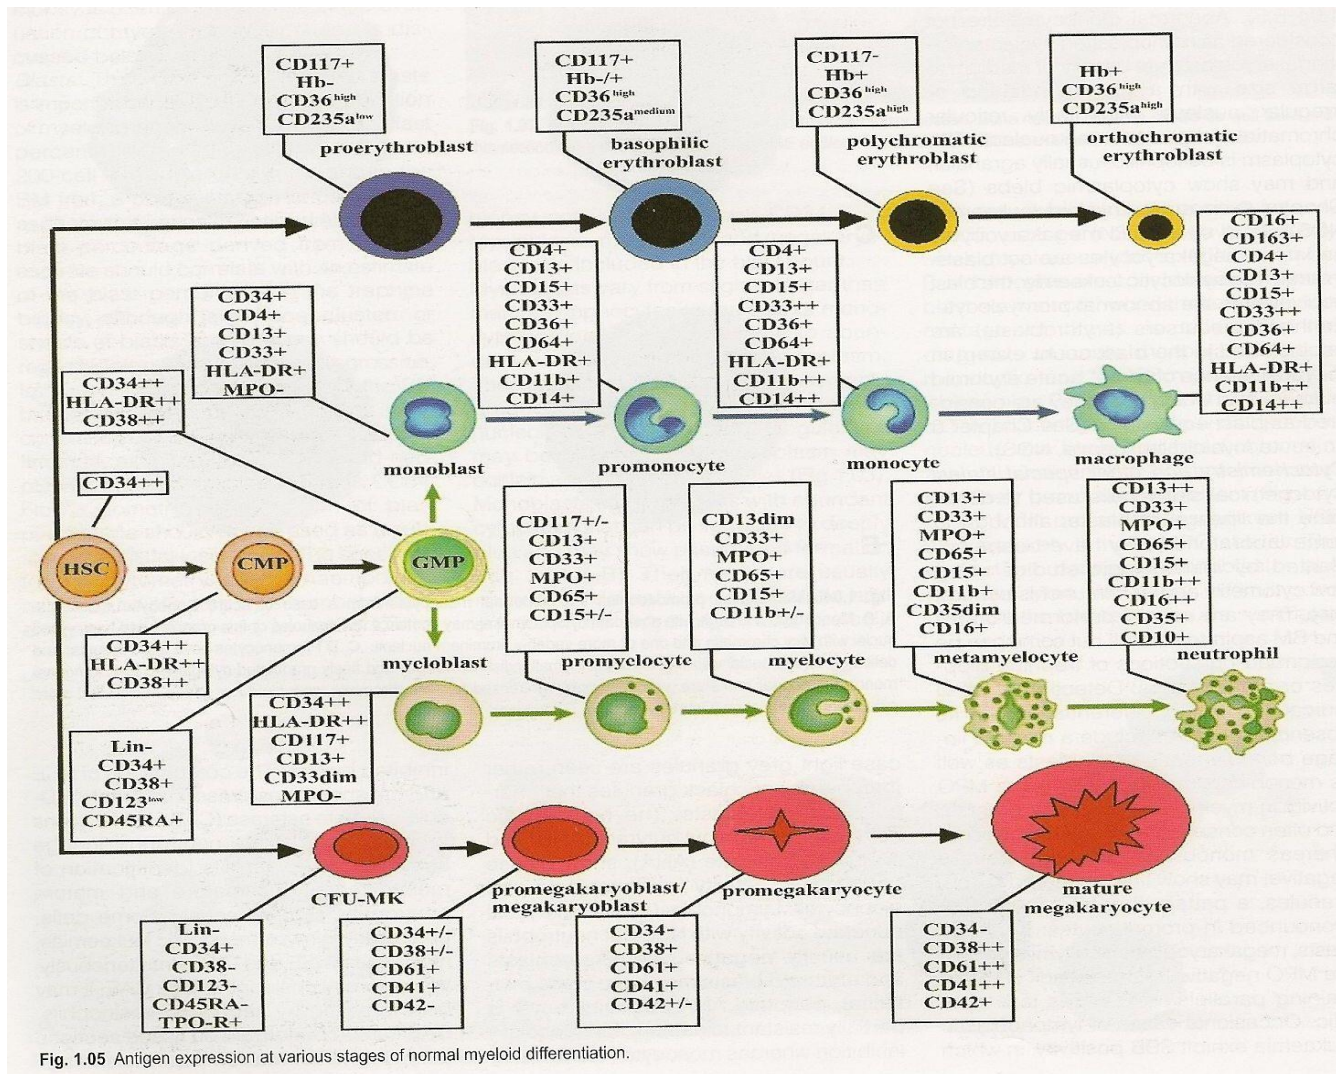 CD117+
Hb-
CD36high
CD235alow
proerythroblast
CD117+
Hb-/+
CD36high
CD235amedium
basophilic
erythroblast
CD117-
Hb+
CD36high
CD235ahigh
polychromatic
erythroblast
Hb+
CD36high
CD235ahigh
orthochromatic
erythroblast
CD34+
CD4+
CD13+
CD33+
HLA-DR+
MPO-
monoblast
CD4+
CD13+
CD15+
CD33+
CD36+
CD64+
HLA-DR+
CD11b+
CD14+
promonocyte
CD4+
CD13+
CD15+
CD33++
CD36+
CD64+
HLA-DR+
CD11b++
CD14++
monocyte
CD16+
CD163+
CD4+
CD13+
CD15+
CD33++
CD36+
CD64+
HLA-DR+
CD11b++
CD14++
macrophage
CD34++
HLA-DR++
CD38++
CD34++
HSC
CMP
GMP
CD34++
HLA-DR++
CD38++
Lin-
CD34+
CD38+
CD123low
CD45RA+
myeloblast
CD34++
HLA-DR++
CD117+
CD13+
CD33dim
MPO-
CD117+/-
CD13+
CD33+
MPO+
CD65+
CD15+/-
promyelocyte
CD13dim
CD33+
MPO+
CD65+
CD15+
CD11b+/-
myelocyte
CD13+
CD33+
MPO+
CD65+
CD15+
CD11b+
CD35dim
CD16+
metamyelocyte
CD13++
CD33+
MPO+
CD65+
CD15+
CD11b++
CD16++
CD35+
CD10+
neutrophil
CFU-MK
Lin-
CD34+
CD38-
CD123-
CD45RA-
TPO-R+
promegakaryoblast/
megakaryoblast
CD34+/-
CD38+/-
CD61+
CD41+
CD42-
promegakaryocyte
CD34-
CD38+
CD61+
CD41+
CD42+/-
mature
megakaryocyte
CD34-
CD38++
CD61++
CD41++
CD42+
Fig. 1.05 Antigen expression at various stages of normal myeloid differentiation.